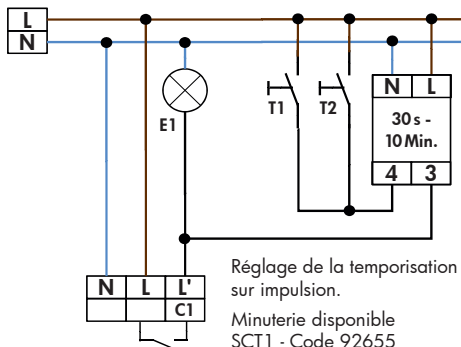 L
N
E1
T1
T2
N L
30 s -
10 Min.
4 3
N L L'
C1
Réglage de la temporisation
sur impulsion.
Minuterie disponible
SCT1 - Code 92655